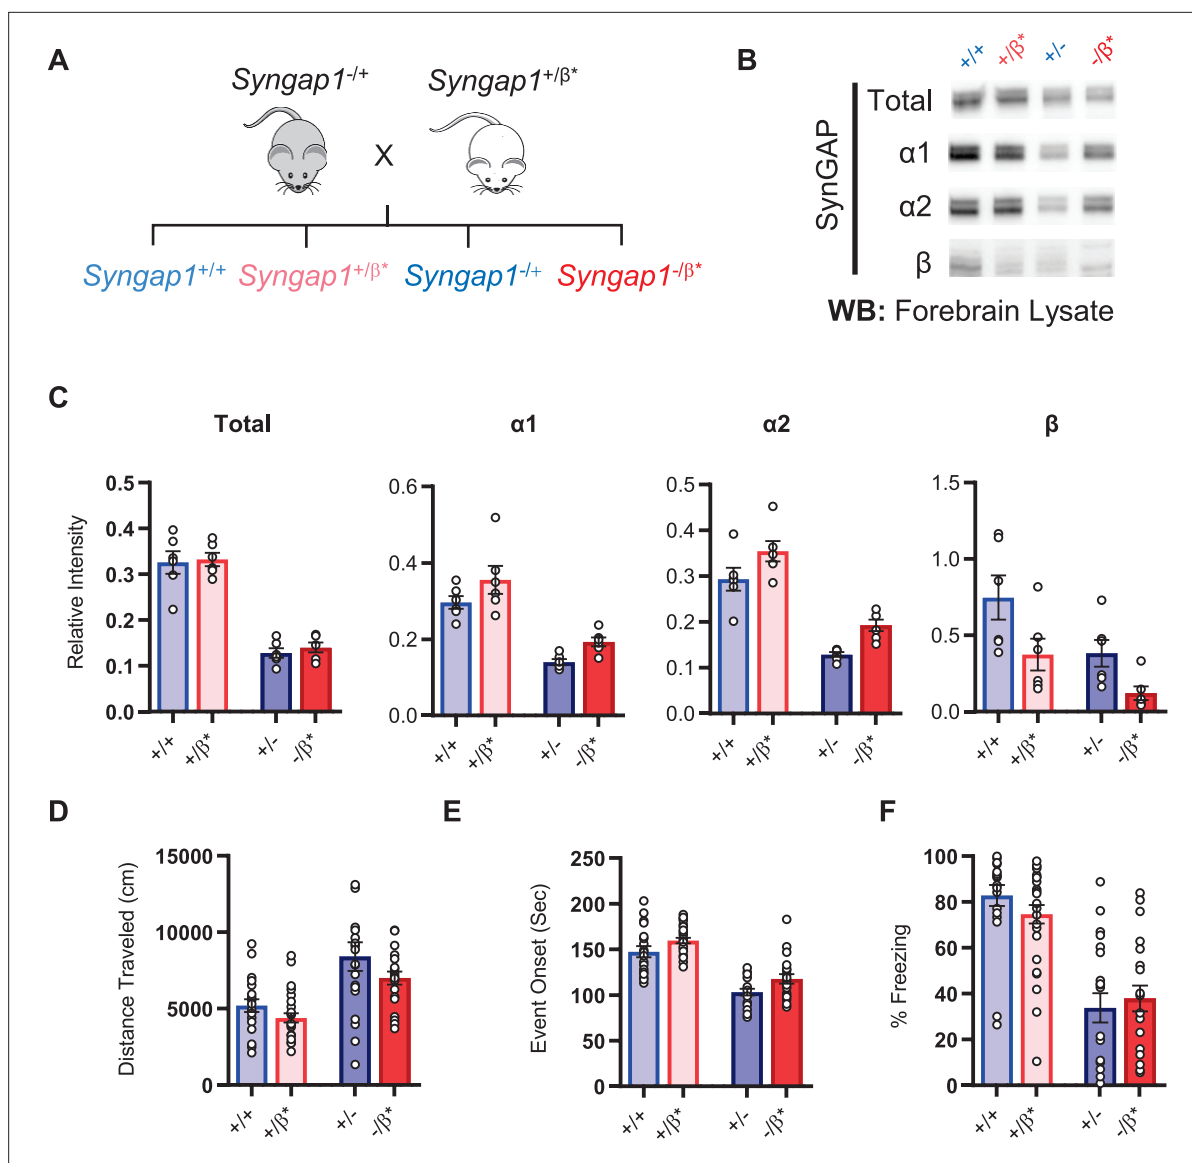 A
Syngap1-/+
Syngap1+/β*
X
Syngap1+/+
Syngap1+/β*
Syngap1-/+
Syngap1-/β*
B
+/+
+/β*
+/-
-/β*
SynGAP
Total
α1
α2
β
WB: Forebrain Lysate
C
Total
α1
α2
β
Relative Intensity
0.5
0.4
0.3
0.2
0.1
0.0
+/+
+/β*
+/-
-/β*
0.6
0.4
0.2
0.0
+/+
+/β*
+/-
-/β*
0.5
0.4
0.3
0.2
0.1
0.0
+/+
+/β*
+/-
-/β*
1.5
1.0
0.5
0.0
+/+
+/β*
+/-
-/β*
D
Distance Traveled (cm)
15000
10000
5000
0
+/+
+/β*
+/-
-/β*
E
Event Onset (Sec)
250
200
150
100
50
0
+/+
+/β*
+/-
-/β*
F
% Freezing
100
80
60
40
20
0
+/+
+/β*
+/-
-/β*